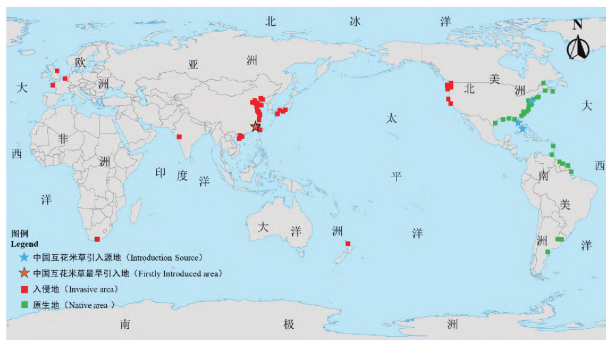 北 冰 洋
N
欧 洲
亚 洲
北 美 洲
大 西 洋
非 洲
太 平 洋
大 西
印 度 洋
南 美 洲
大 洋 洲
图例
Legend
中国互花米草引入源地（Introduction Source）
中国互花米草最早引入地（Firstly Introduced area）
入侵地（Invasive area）
原生地（Native area ）
南 极 洲